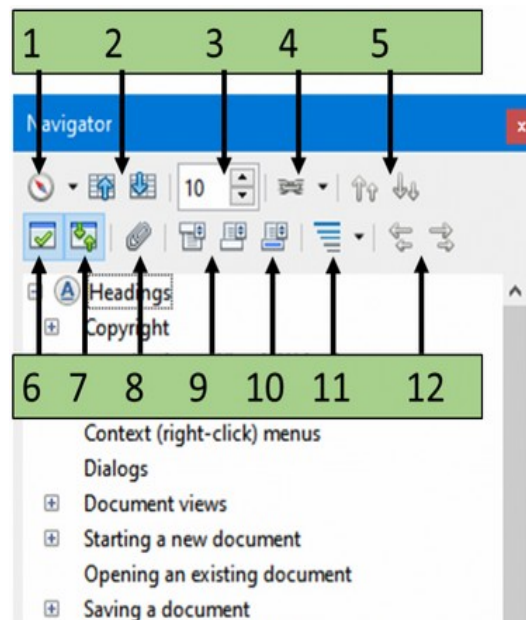 1 2 3 4 5
Navigator
x
10
A Headings
Copyright
6 7 8 9 10 11 12
Context (right-click) menus
Dialogs
Document views
Starting a new document
Opening an existing document
Saving a document